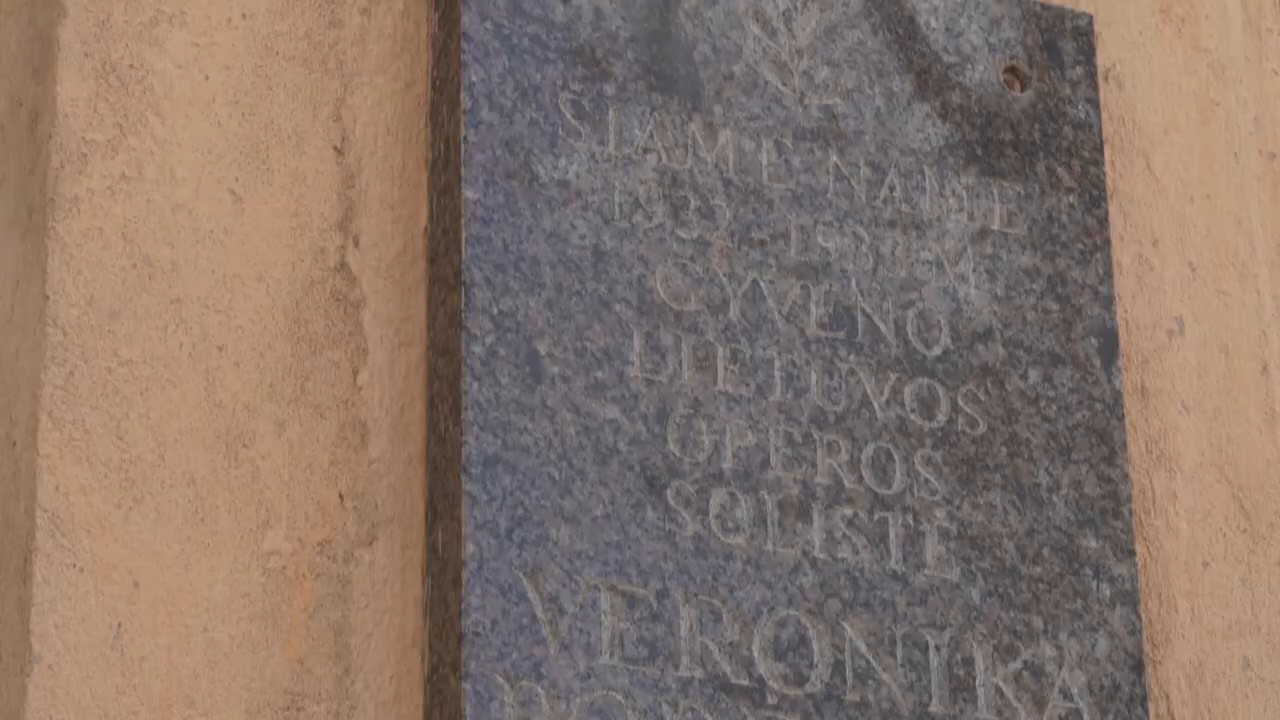 ŠIAME NAME
GYVENO
LIETUVOS
OPEROS
SOLISTĖ
VERONIKA